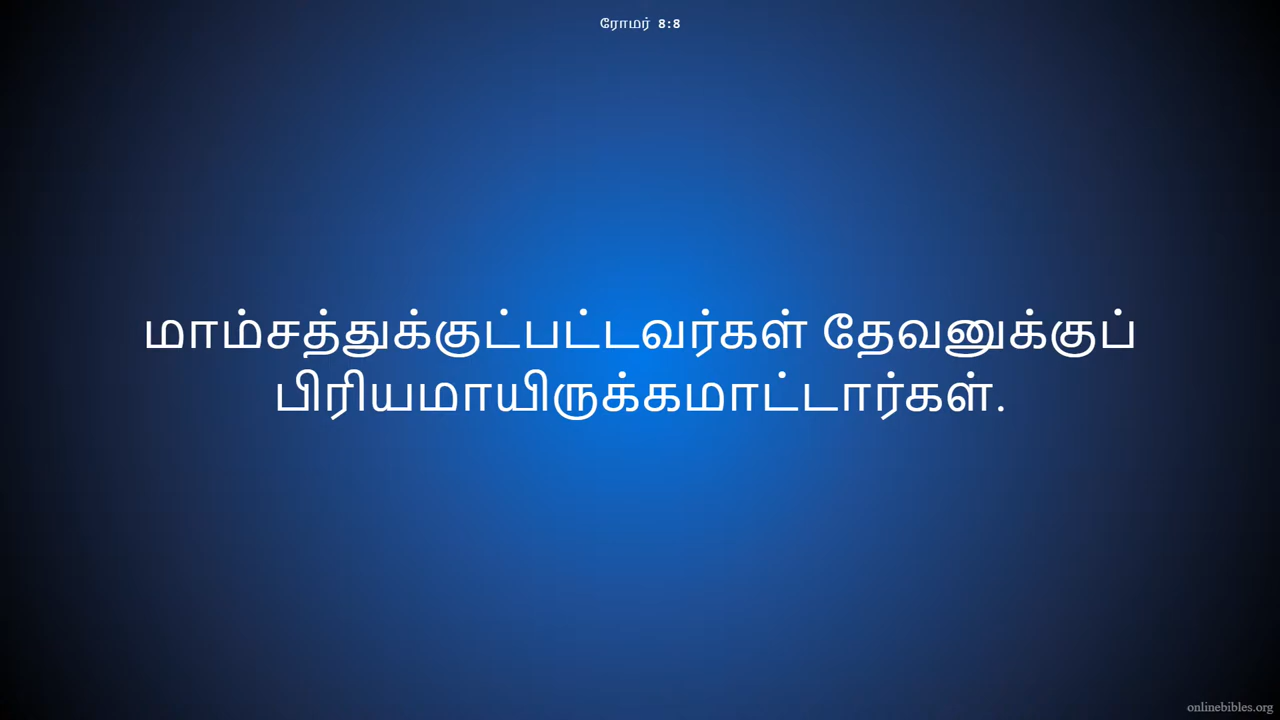 ரோமர் 8:8
மாம்சத்துக்குட்பட்டவர்கள் தேவனுக்குப்
பிரியமாயிருக்கமாட்டார்கள்.
onlinebibles.org